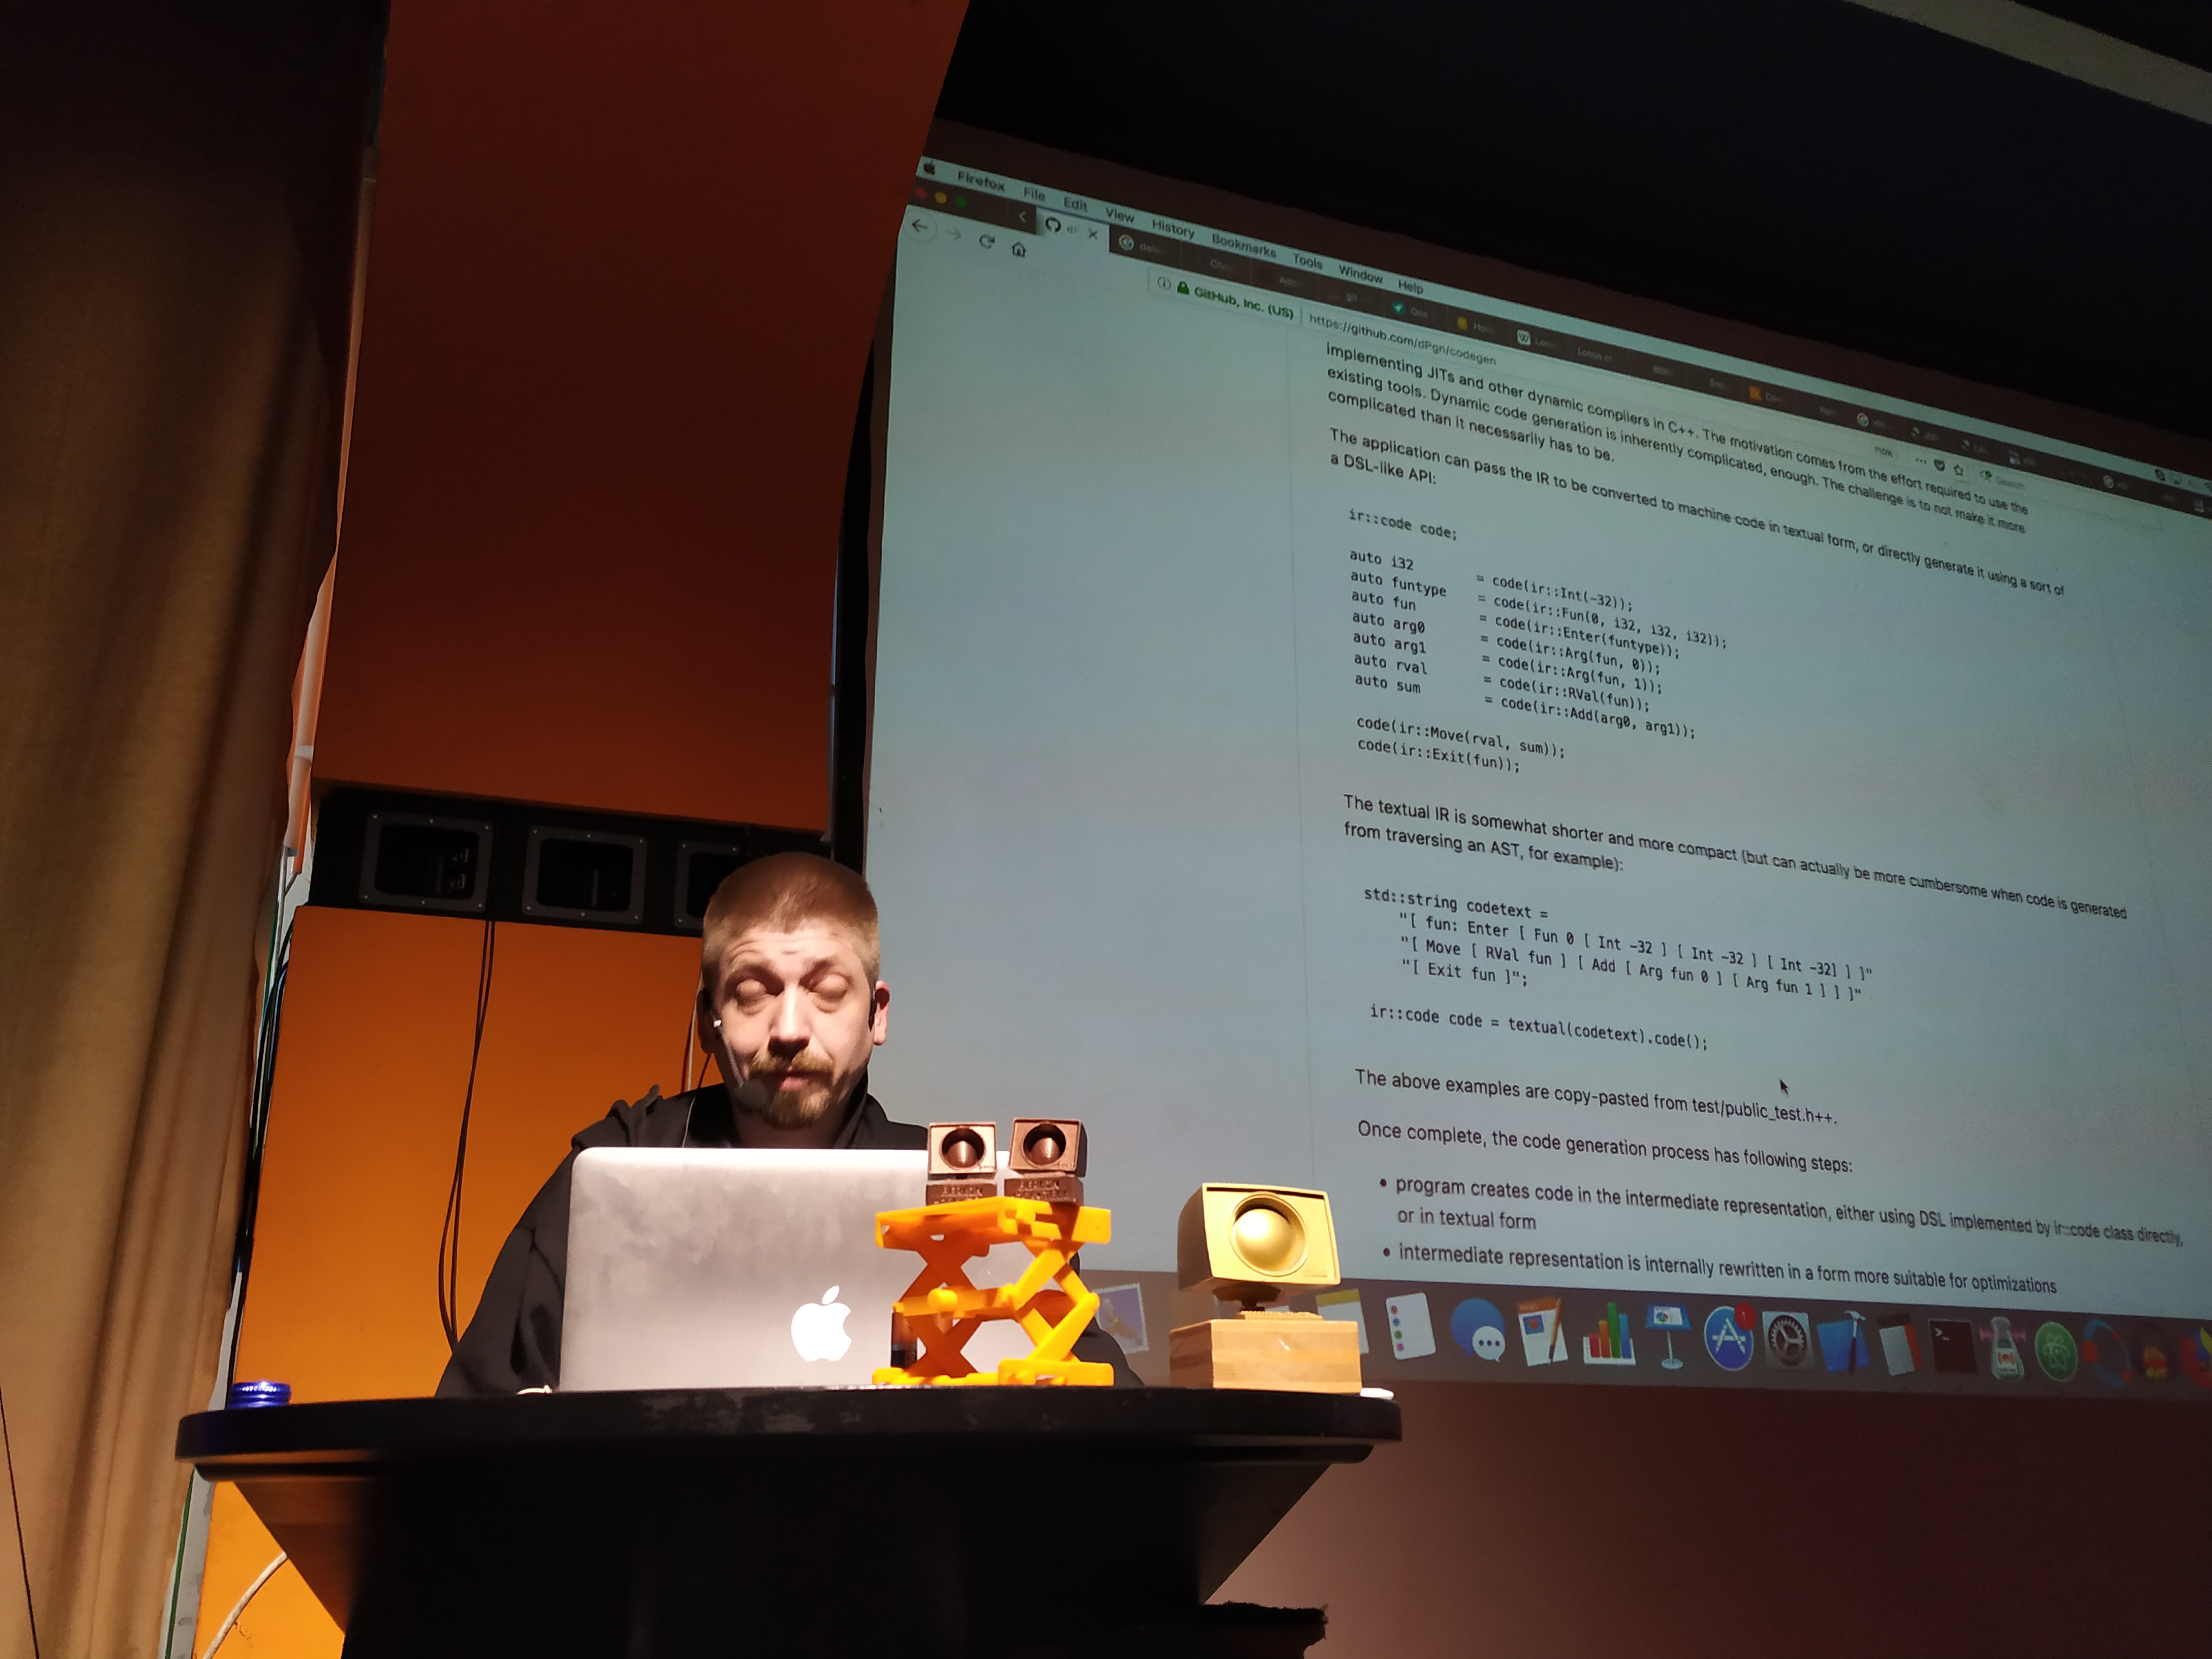 Firefox File Edit View History Bookmarks Tools Window Help
GitHub, Inc. (US) https://github.com/dPgn/codegen
Search
implementing JITs and other dynamic compilers in C++. The motivation comes from the effort required to use the
existing tools. Dynamic code generation is inherently complicated, enough. The challenge is to not make it more
complicated than it necessarily has to be.
The application can pass the IR to be converted to machine code in textual form, or directly generate it using a sort of
a DSL-like API:
ir::code code;
auto i32 = code(ir::Int(-32));
auto funtype = code(ir::Fun(0, i32, i32, i32));
auto fun = code(ir::Enter(funtype));
auto arg0 = code(ir::Arg(fun, 0));
auto arg1 = code(ir::Arg(fun, 1));
auto rval = code(ir::RVal(fun));
auto sum = code(ir::Add(arg0, arg1));
code(ir::Move(rval, sum));
code(ir::Exit(fun));
The textual IR is somewhat shorter and more compact (but can actually be more cumbersome when code is generated
from traversing an AST, for example):
std::string codetext =
"[ fun: Enter [ Fun 0 [ Int -32 ] [ Int -32 ] [ Int -32] ] ]"
"[ Move [ RVal fun ] [ Add [ Arg fun 0 ] [ Arg fun 1 ] ] ]"
"[ Exit fun ]";
ir::code code = textual(codetext).code();
The above examples are copy-pasted from test/public_test.h++.
Once complete, the code generation process has following steps:
• program creates code in the intermediate representation, either using DSL implemented by ir::code class directly,
or in textual form
• intermediate representation is internally rewritten in a form more suitable for optimizations